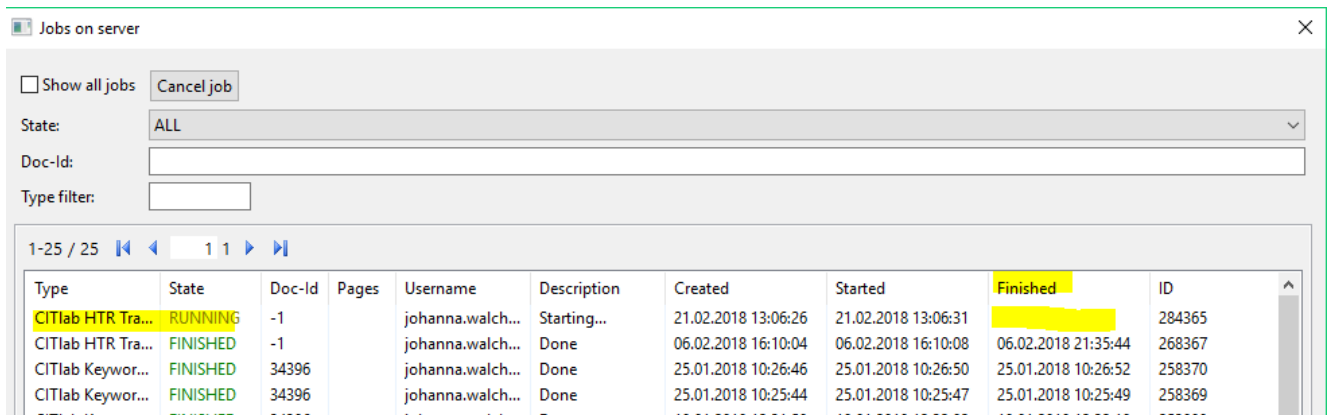 Jobs on server
Show all jobs Cancel job
State: ALL
Doc-Id:
Type filter:
1-25 / 25 1 1
Type State Doc-Id Pages Username Description Created Started Finished ID
CITlab HTR Tra... RUNNING -1 johanna.walch... Starting... 21.02.2018 13:06:26 21.02.2018 13:06:31 284365
CITlab HTR Tra... FINISHED -1 johanna.walch... Done 06.02.2018 16:10:04 06.02.2018 16:10:08 06.02.2018 21:35:44 268367
CITlab Keywor... FINISHED 34396 johanna.walch... Done 25.01.2018 10:26:46 25.01.2018 10:26:50 25.01.2018 10:26:52 258370
CITlab Keywor... FINISHED 34396 johanna.walch... Done 25.01.2018 10:25:44 25.01.2018 10:25:47 25.01.2018 10:25:49 258369